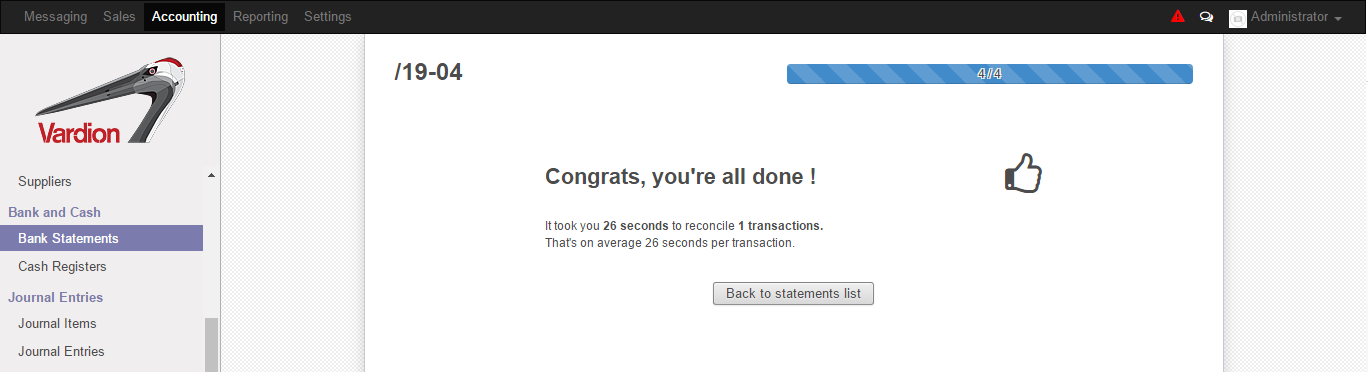 Messaging Sales Accounting Reporting Settings Administrator
Vardion
Suppliers
Bank and Cash
Bank Statements
Cash Registers
Journal Entries
Journal Items
Journal Entries
/19-04
4 / 4
Congrats, you're all done !
It took you 26 seconds to reconcile 1 transactions.
That's on average 26 seconds per transaction.
Back to statements list